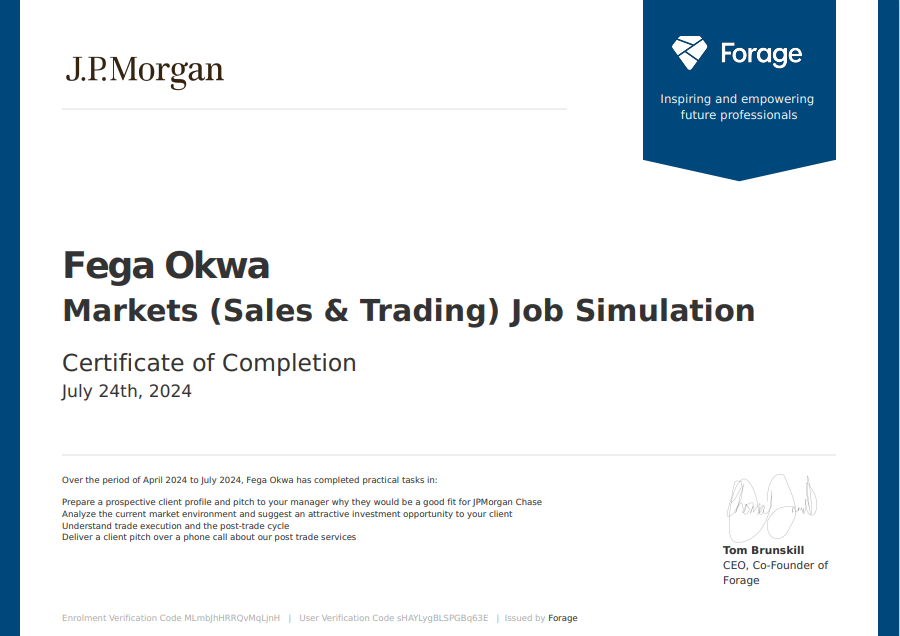 J.P.Morgan
Forage
Inspiring and empowering
future professionals
Fega Okwa
Markets (Sales & Trading) Job Simulation
Certificate of Completion
July 24th, 2024
Over the period of April 2024 to July 2024, Fega Okwa has completed practical tasks in:
Prepare a prospective client profile and pitch to your manager why they would be a good fit for JPMorgan Chase
Analyze the current market environment and suggest an attractive investment opportunity to your client
Understand trade execution and the post-trade cycle
Deliver a client pitch over a phone call about our post trade services
Tom Brunskill
CEO, Co-Founder of
Forage
Enrolment Verification Code MLmbJhHRRQvMqLjnH | User Verification Code sHAYLygBLSPGBq63E | Issued by Forage